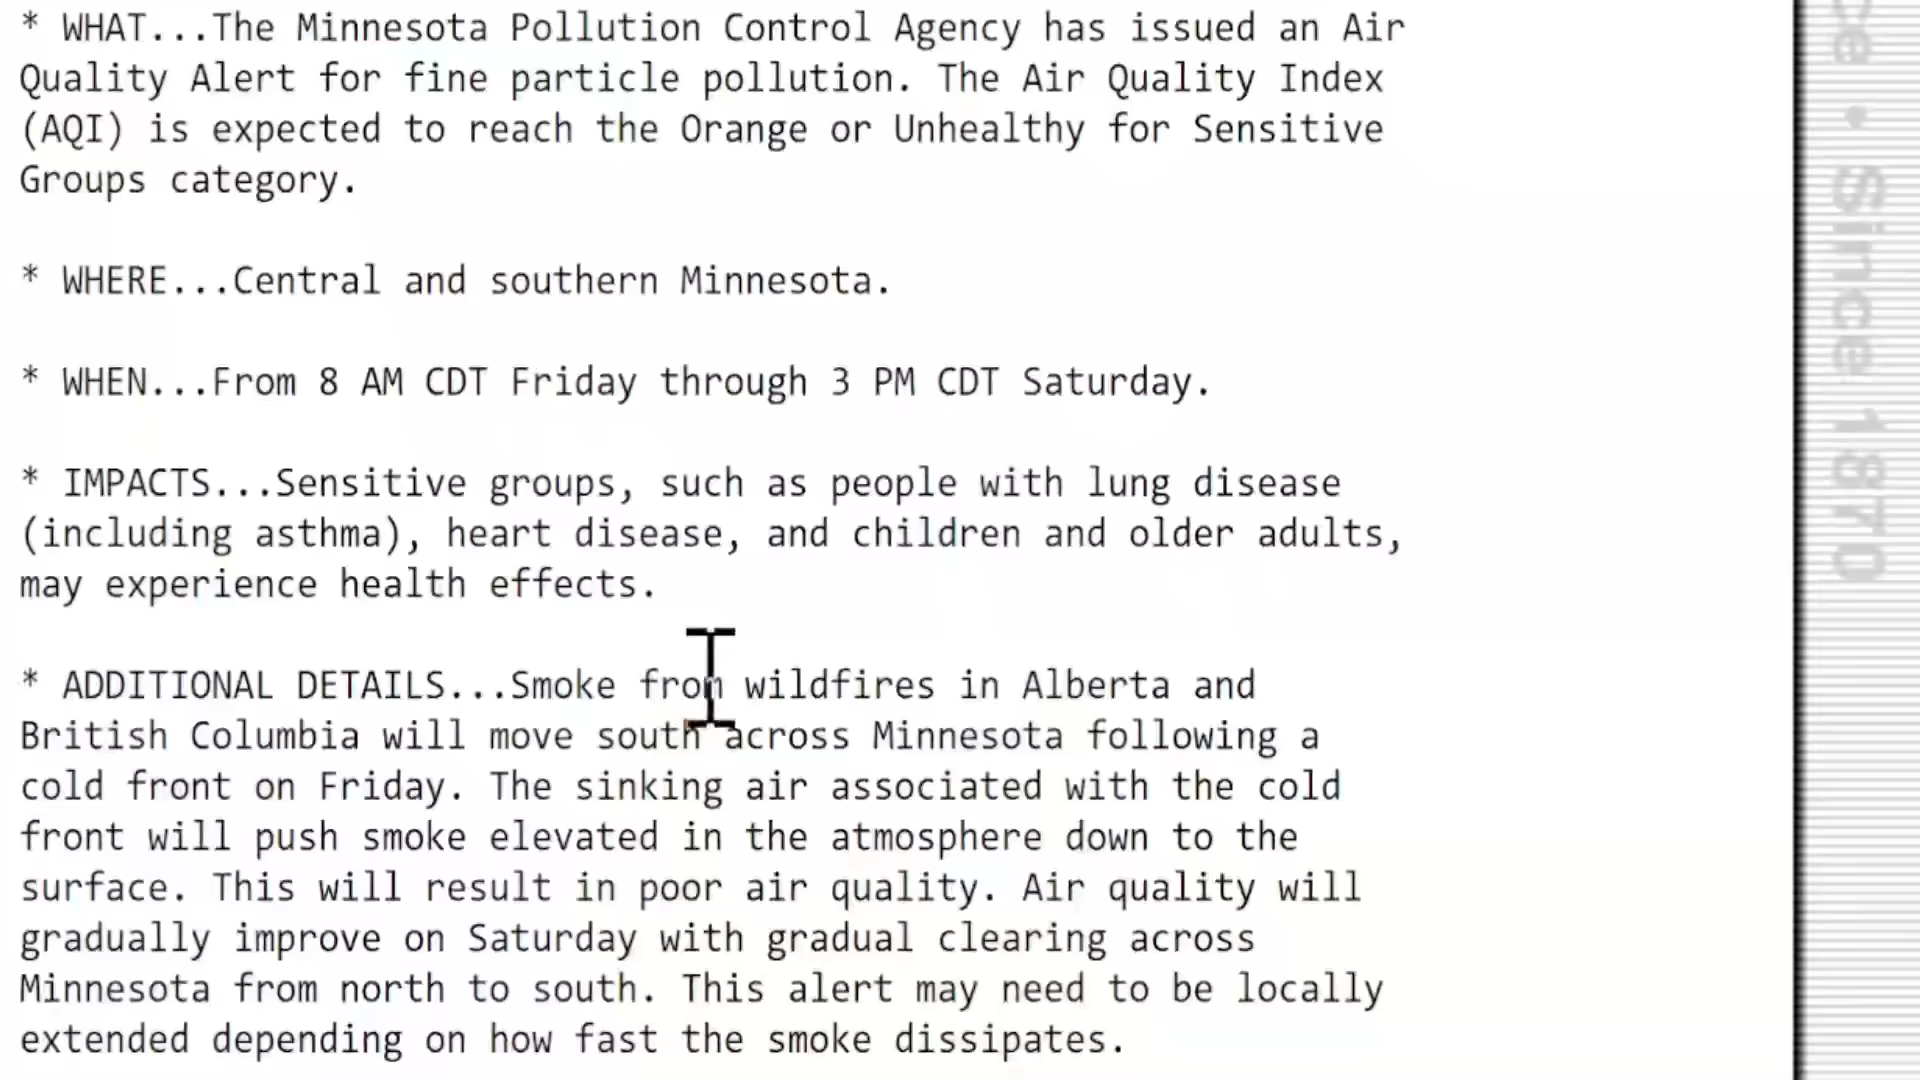 * WHAT...The Minnesota Pollution Control Agency has issued an Air
Quality Alert for fine particle pollution. The Air Quality Index
(AQI) is expected to reach the Orange or Unhealthy for Sensitive
Groups category.
* WHERE...Central and southern Minnesota.
* WHEN...From 8 AM CDT Friday through 3 PM CDT Saturday.
* IMPACTS...Sensitive groups, such as people with lung disease
(including asthma), heart disease, and children and older adults,
may experience health effects.
* ADDITIONAL DETAILS...Smoke from wildfires in Alberta and
British Columbia will move south across Minnesota following a
cold front on Friday. The sinking air associated with the cold
front will push smoke elevated in the atmosphere down to the
surface. This will result in poor air quality. Air quality will
gradually improve on Saturday with gradual clearing across
Minnesota from north to south. This alert may need to be locally
extended depending on how fast the smoke dissipates.
• Since 1870